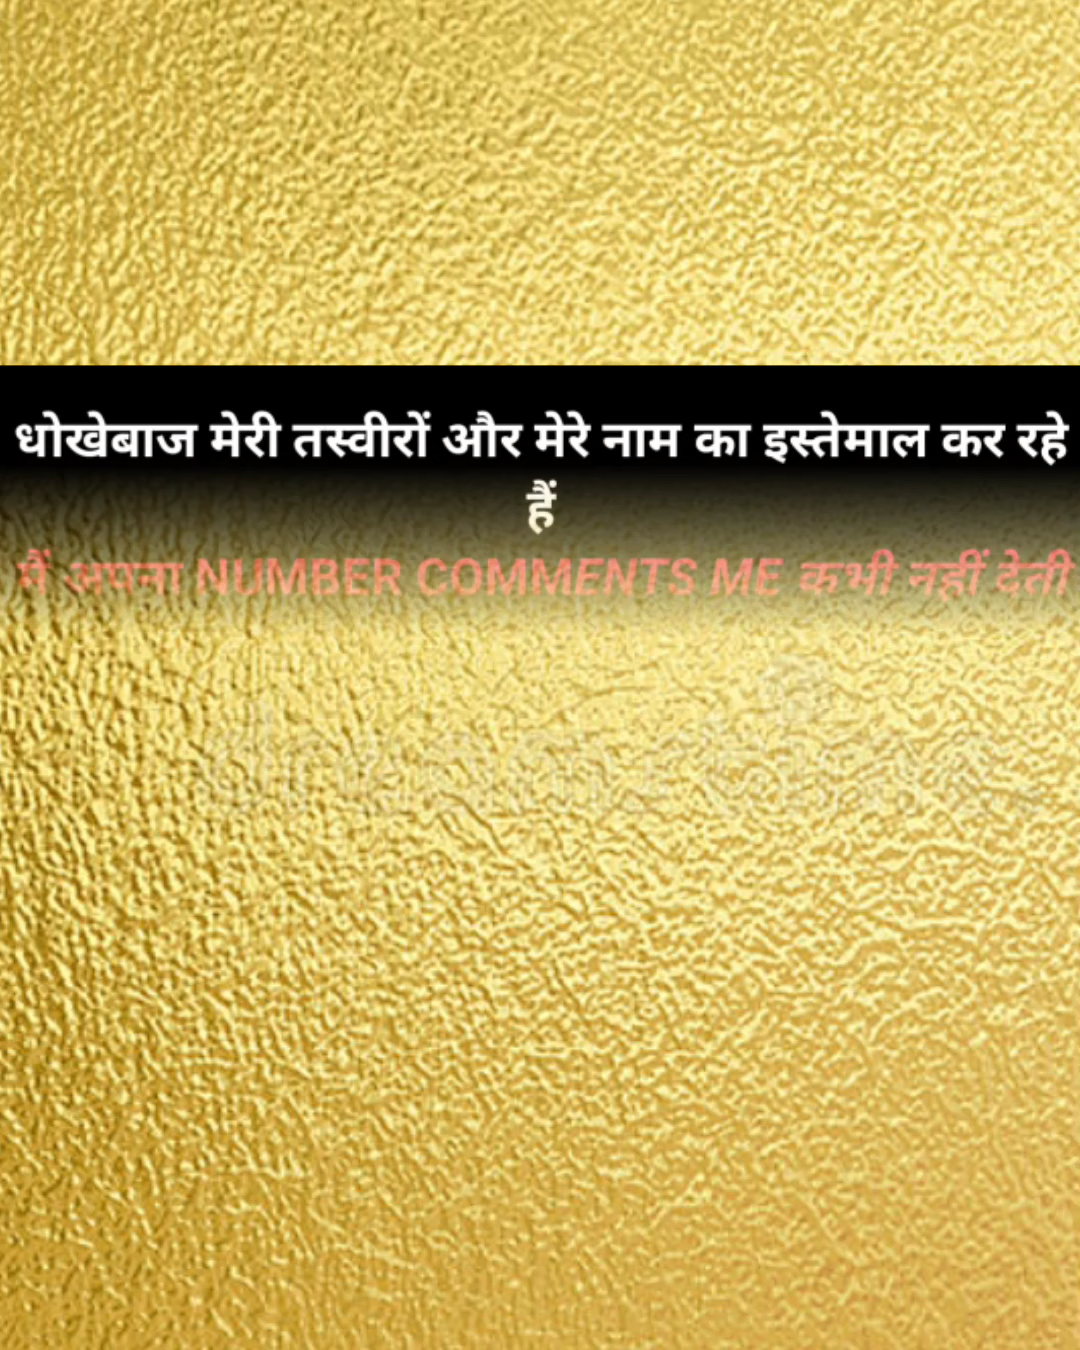 धोखेबाज मेरी तस्वीरों और मेरे नाम का इस्तेमाल कर रहे
हैं
मैं अपना NUMBER COMMENTS ME कभी नहीं देती